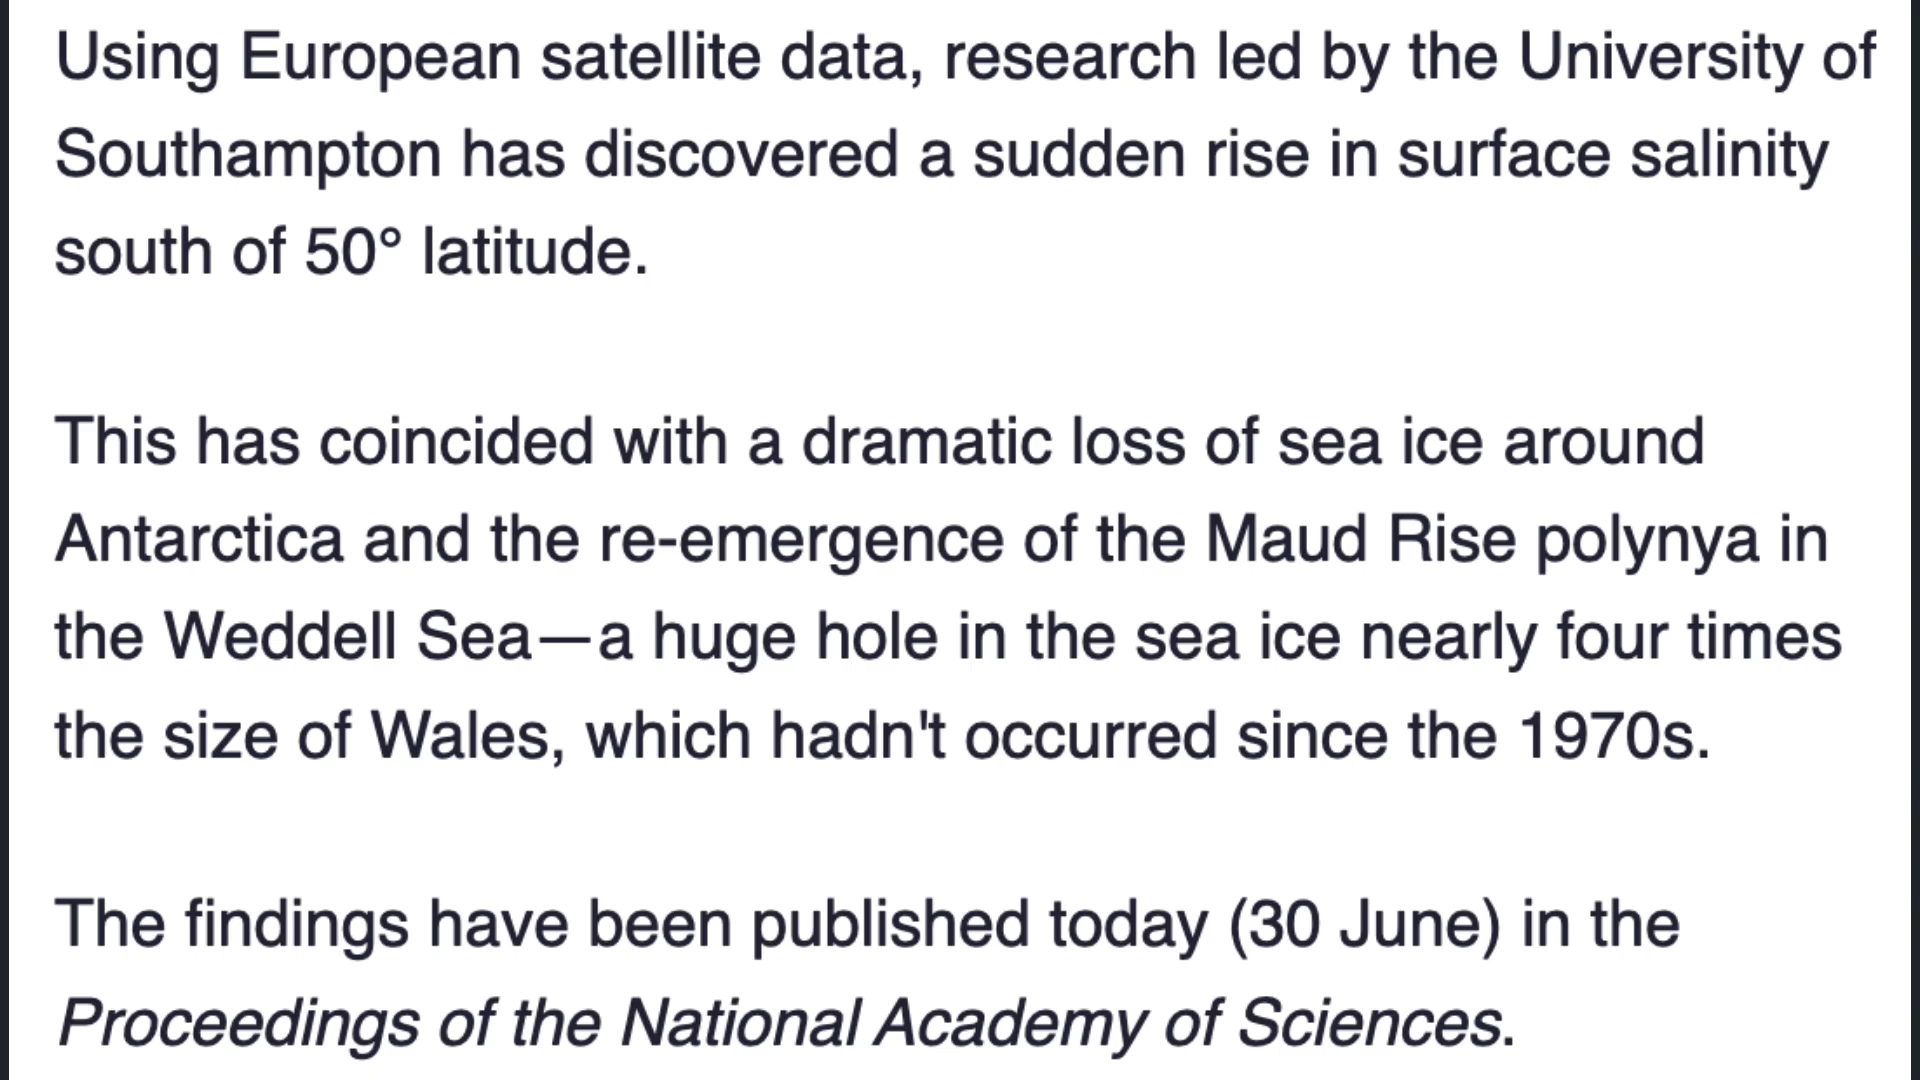 Using European satellite data, research led by the University of
Southampton has discovered a sudden rise in surface salinity
south of 50° latitude.
This has coincided with a dramatic loss of sea ice around
Antarctica and the re-emergence of the Maud Rise polynya in
the Weddell Sea—a huge hole in the sea ice nearly four times
the size of Wales, which hadn't occurred since the 1970s.
The findings have been published today (30 June) in the
Proceedings of the National Academy of Sciences.